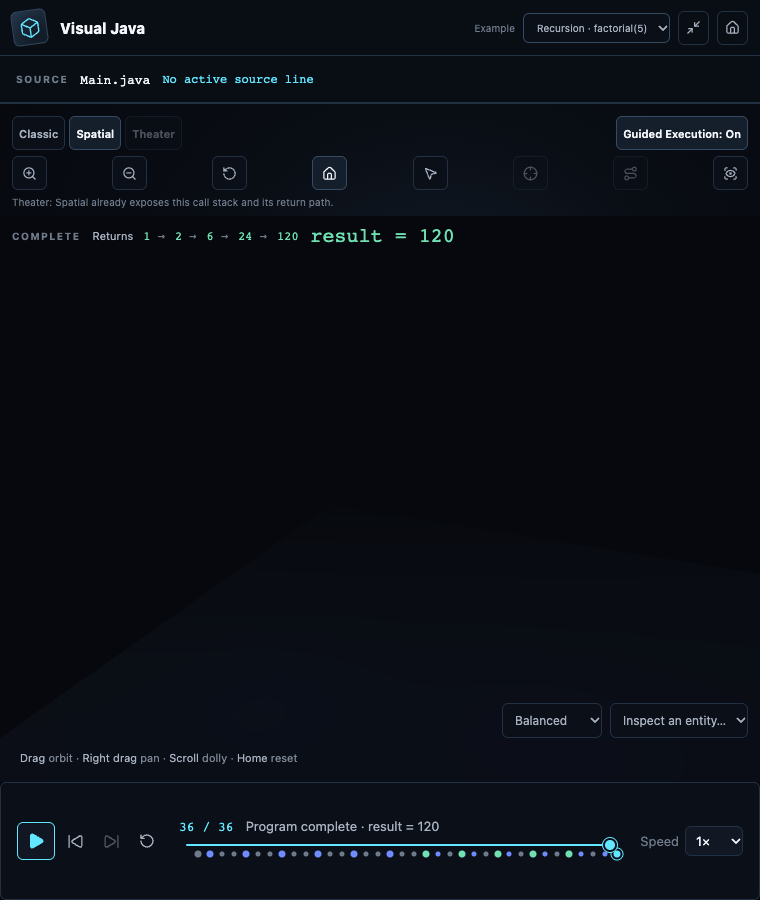 Visual Java
Example
Recursion · factorial(5)
SOURCE Main.java No active source line
Classic Spatial Theater
Guided Execution: On
Theater: Spatial already exposes this call stack and its return path.
COMPLETE Returns 1 → 2 → 6 → 24 → 120 result = 120
Balanced
Inspect an entity...
Drag orbit · Right drag pan · Scroll dolly · Home reset
36 / 36 Program complete · result = 120
Speed 1×